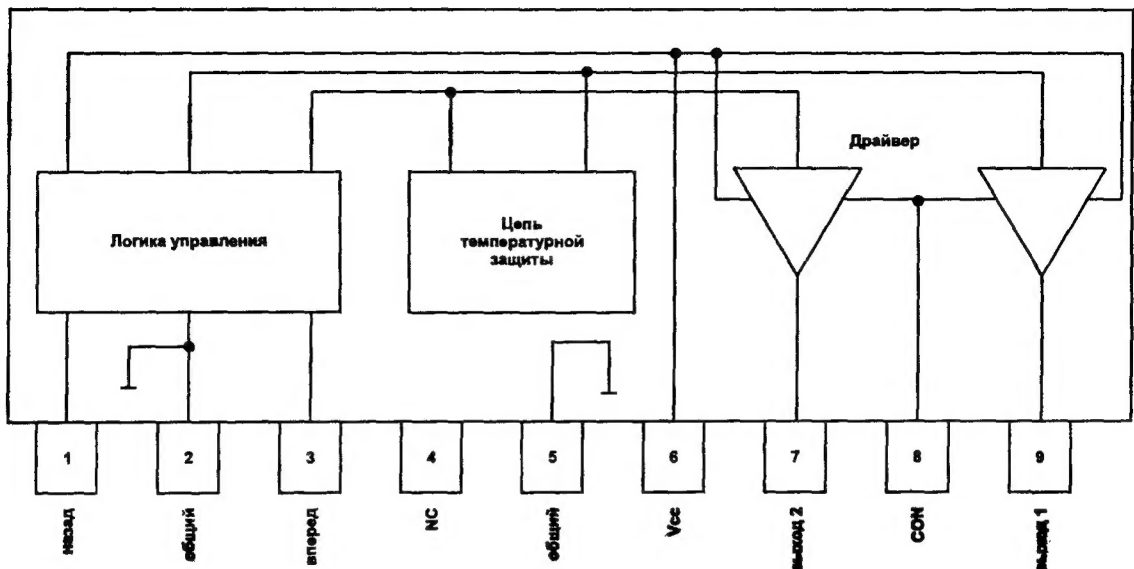 Драйвер
Логика управления
Цепь
температурной
защиты
1 2 3 4 5 6 7 8 9
назад
общий
вперед
NC
общий
Vcc
выход 2
CON
выход 1